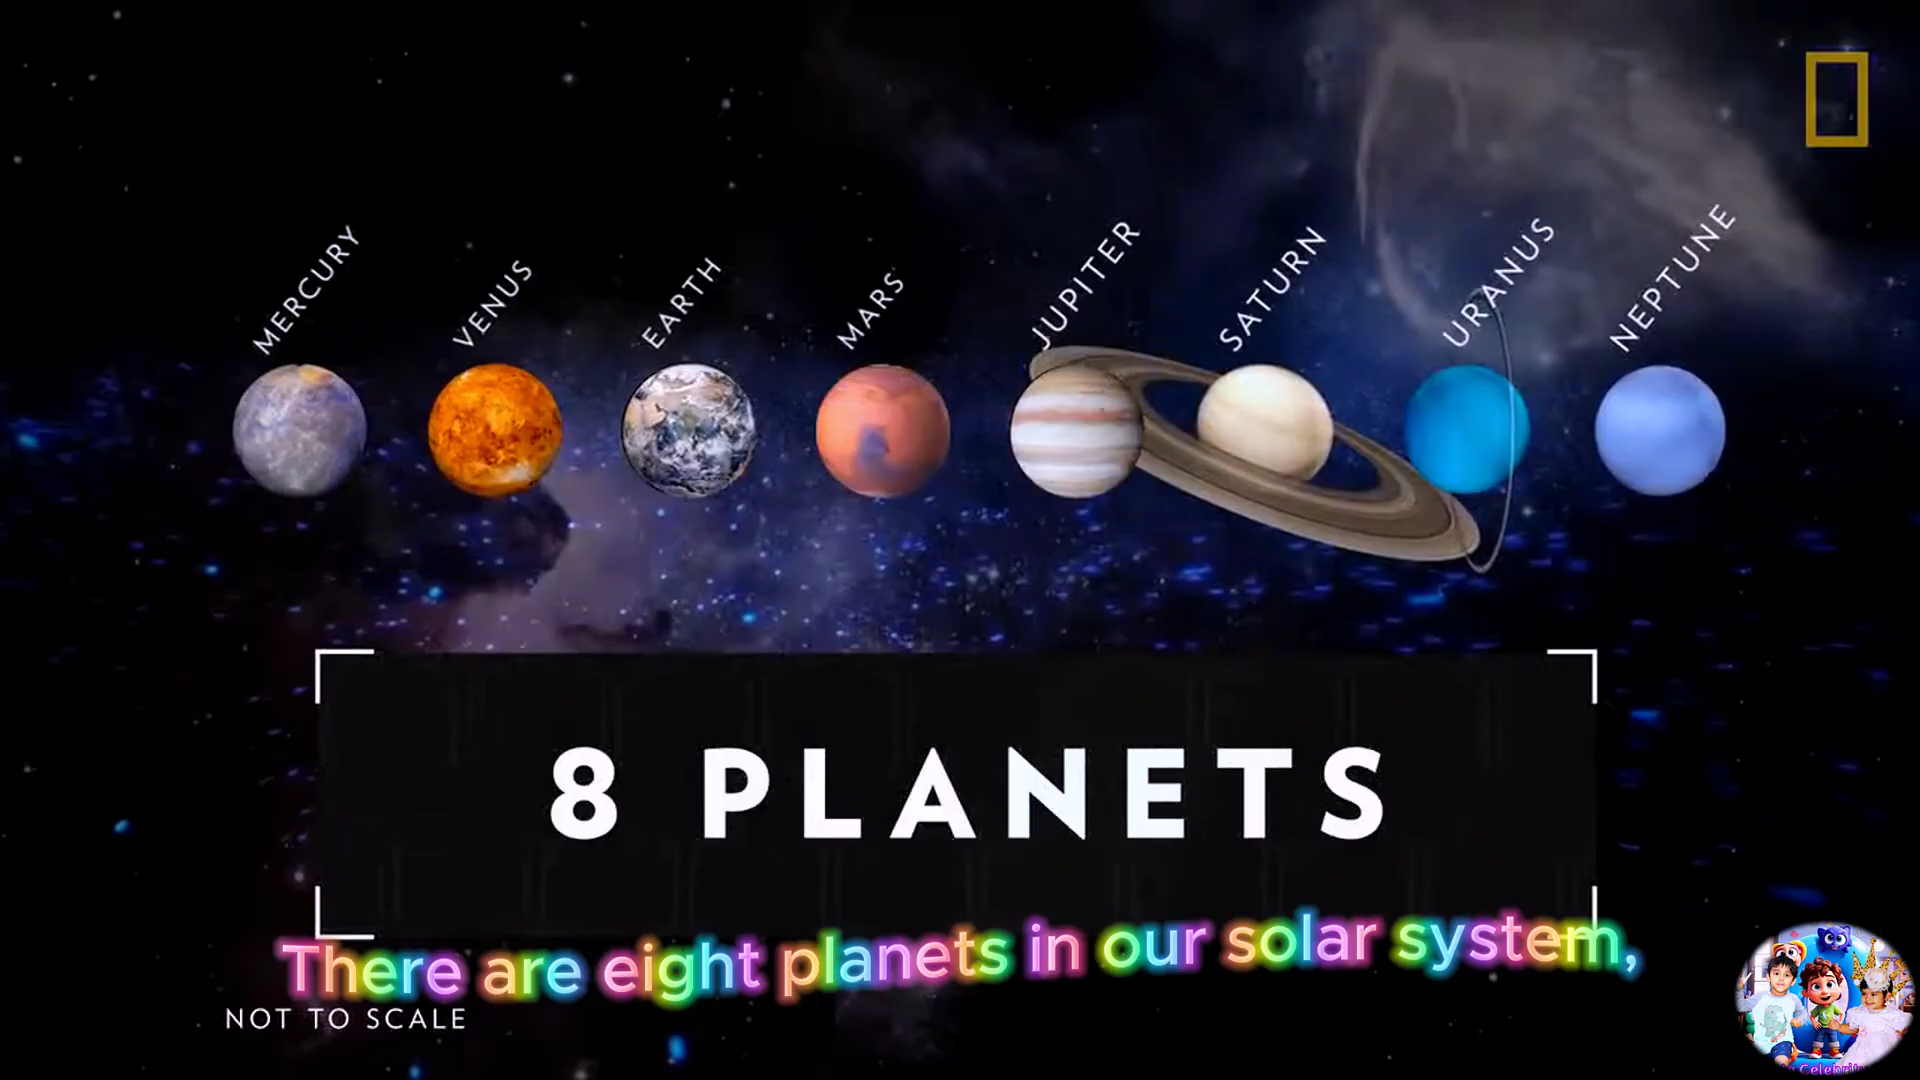 MERCURY
VENUS
EARTH
MARS
JUPITER
SATURN
URANUS
NEPTUNE
8 PLANETS
There are eight planets in our solar system,
NOT TO SCALE